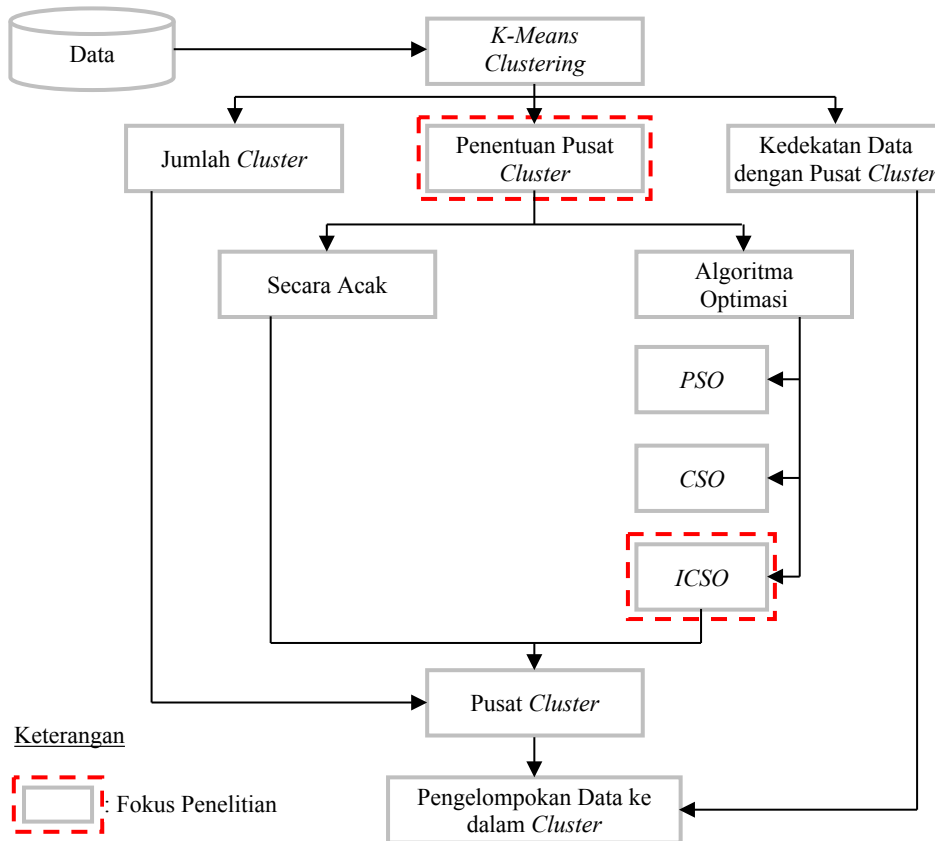 Data
K-Means
Clustering
Jumlah Cluster
Penentuan Pusat
Cluster
Kedekatan Data
dengan Pusat Cluster
Secara Acak
Algoritma
Optimasi
PSO
CSO
ICSO
Pusat Cluster
Keterangan
: Fokus Penelitian
Pengelompokan Data ke
dalam Cluster